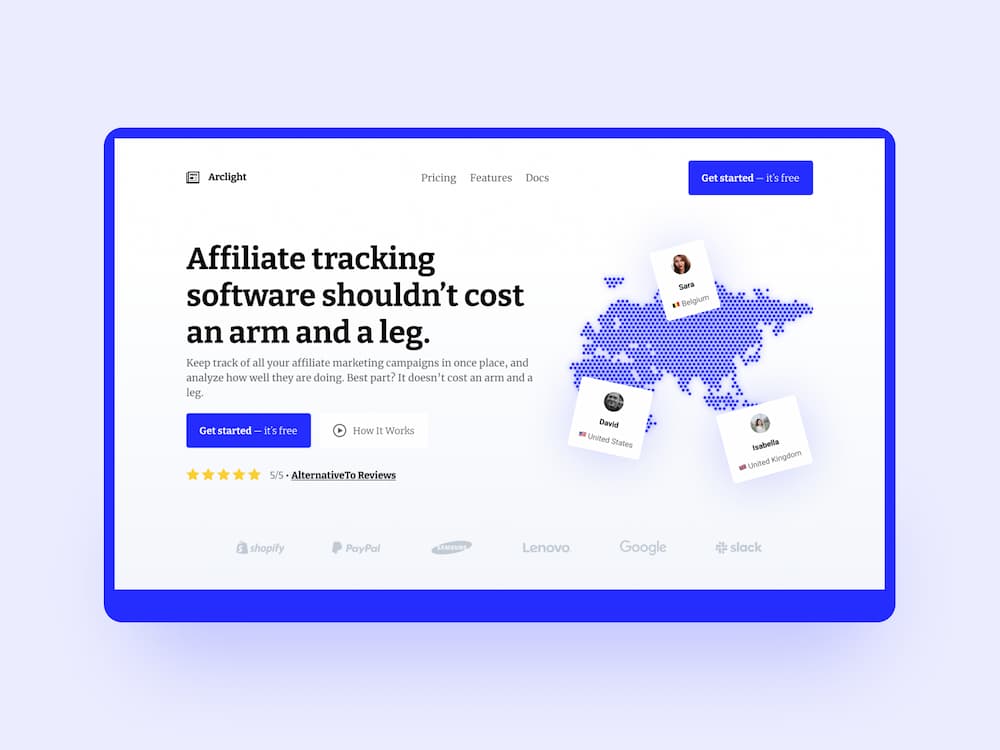 Arclight
Pricing Features Docs
Get started — it's free
Affiliate tracking
software shouldn't cost
an arm and a leg.
Keep track of all your affiliate marketing campaigns in once place, and
analyze how well they are doing. Best part? It doesn't cost an arm and a
leg.
Get started — it's free
How It Works
5/5 • AlternativeTo Reviews
Sara
Belgium
David
United States
Isabella
United Kingdom
shopify
PayPal
SAMSUNG
Lenovo
Google
slack